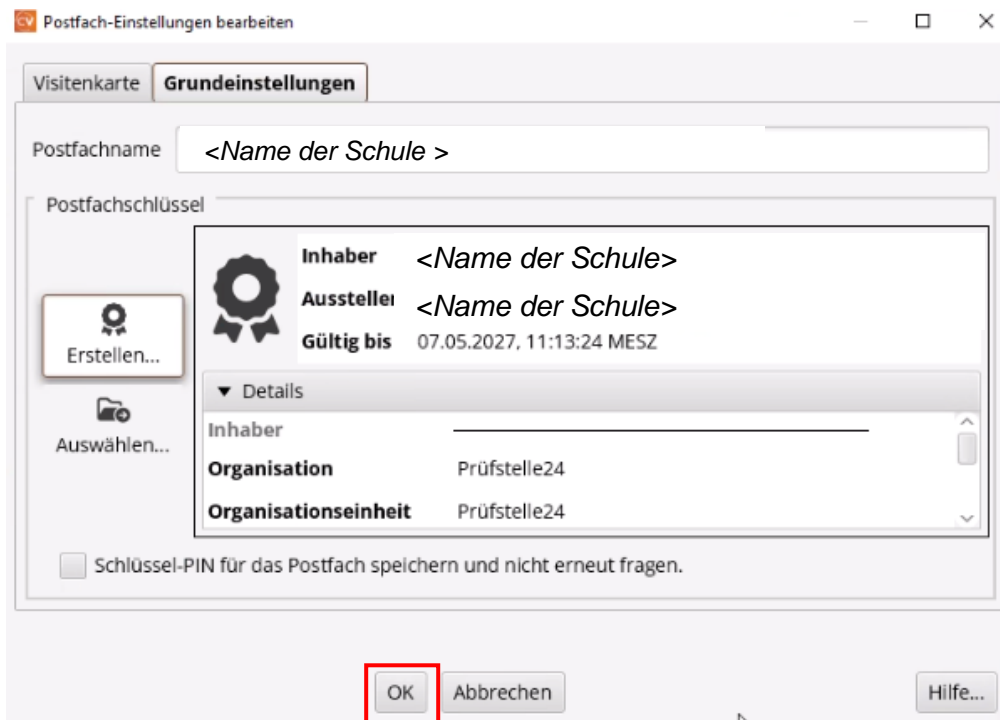 CV Postfach-Einstellungen bearbeiten
Visitenkarte Grundeinstellungen
Postfachname <Name der Schule >
Postfachschlüssel
Inhaber <Name der Schule>
Aussteller <Name der Schule>
Gültig bis 07.05.2027, 11:13:24 MESZ
Erstellen...
▼ Details
Auswählen...
Inhaber
Organisation Prüfstelle24
Organisationseinheit Prüfstelle24
Schlüssel-PIN für das Postfach speichern und nicht erneut fragen.
OK Abbrechen Hilfe...